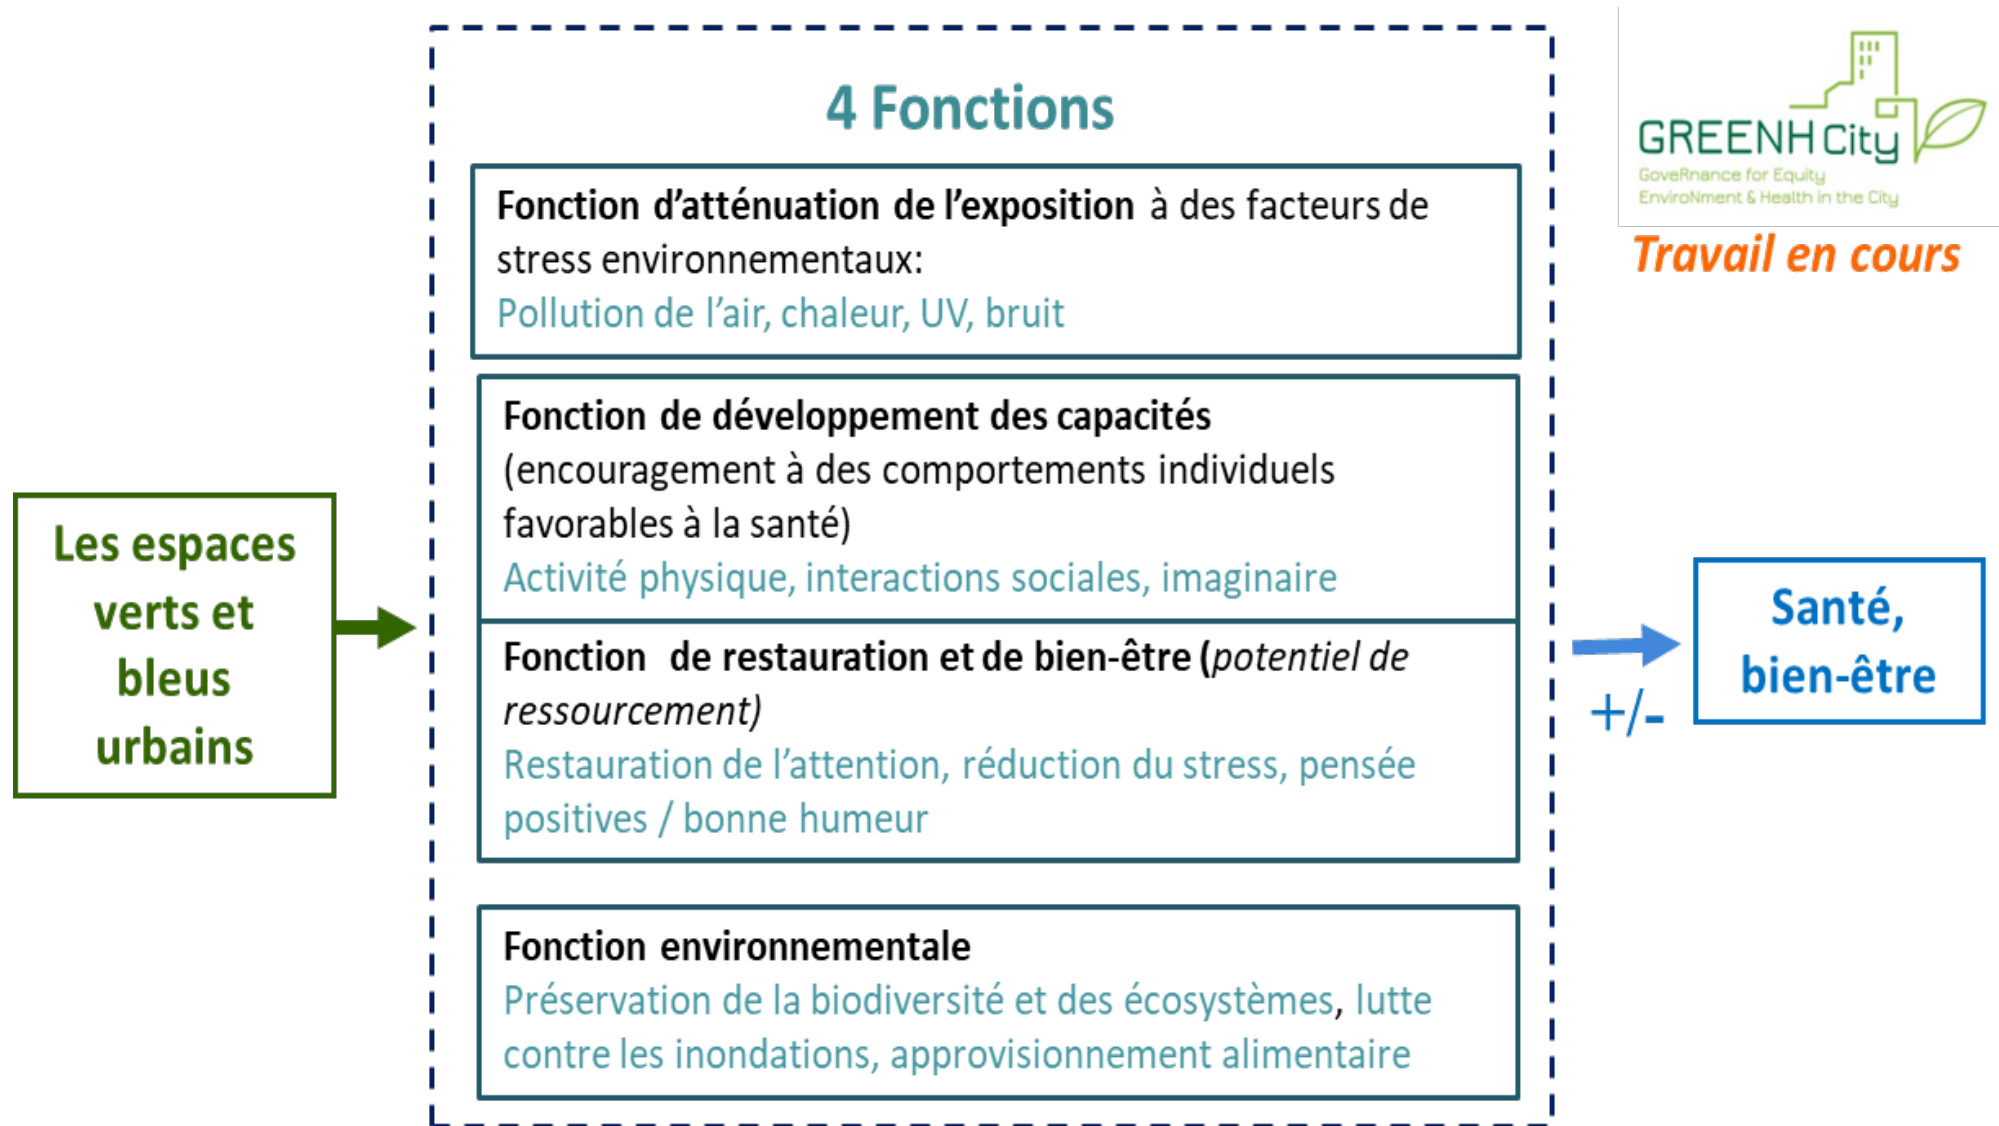 4 Fonctions
GREENH City
GoveRnance for Equity
EnviroNment & Health in the City
Travail en cours
Fonction d'atténuation de l'exposition à des facteurs de
stress environnementaux:
Pollution de l'air, chaleur, UV, bruit
Fonction de développement des capacités
(encouragement à des comportements individuels
favorables à la santé)
Activité physique, interactions sociales, imaginaire
Fonction de restauration et de bien-être (potentiel de
ressourcement)
Restauration de l'attention, réduction du stress, pensée
positives / bonne humeur
Fonction environnementale
Préservation de la biodiversité et des écosystèmes, lutte
contre les inondations, approvisionnement alimentaire
Les espaces
verts et
bleus
urbains
+/-
Santé,
bien-être